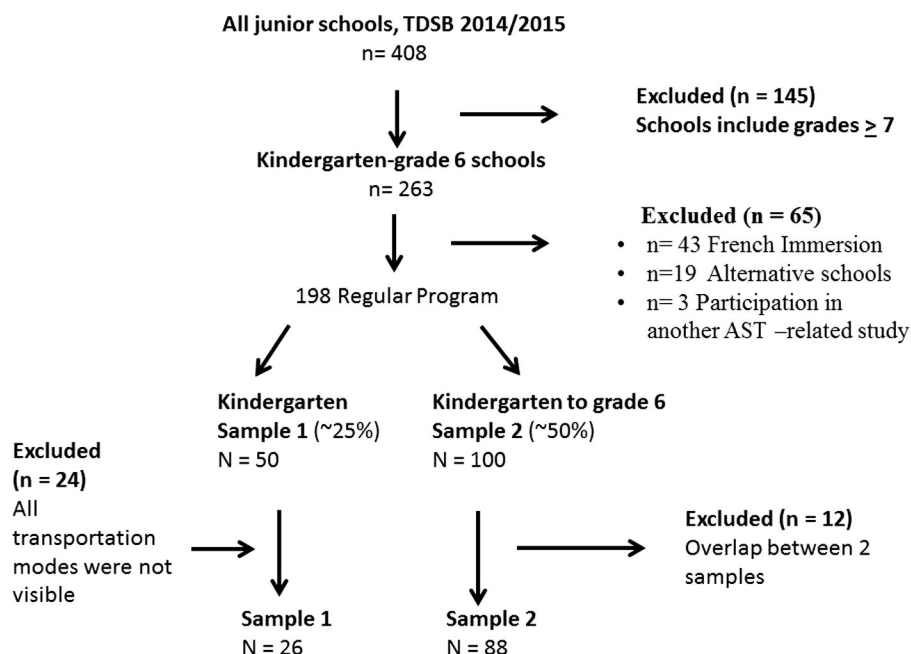 All junior schools, TDSB 2014/2015
n= 408
Excluded (n = 145)
Schools include grades ≥ 7
Kindergarten-grade 6 schools
n= 263
Excluded (n = 65)
• n= 43 French Immersion
• n=19 Alternative schools
• n= 3 Participation in
another AST –related study
198 Regular Program
Kindergarten
Sample 1 (~25%)
N = 50
Kindergarten to grade 6
Sample 2 (~50%)
N = 100
Excluded
(n = 24)
All
transportation
modes were not
visible
Excluded (n = 12)
Overlap between 2
samples
Sample 1
N = 26
Sample 2
N = 88